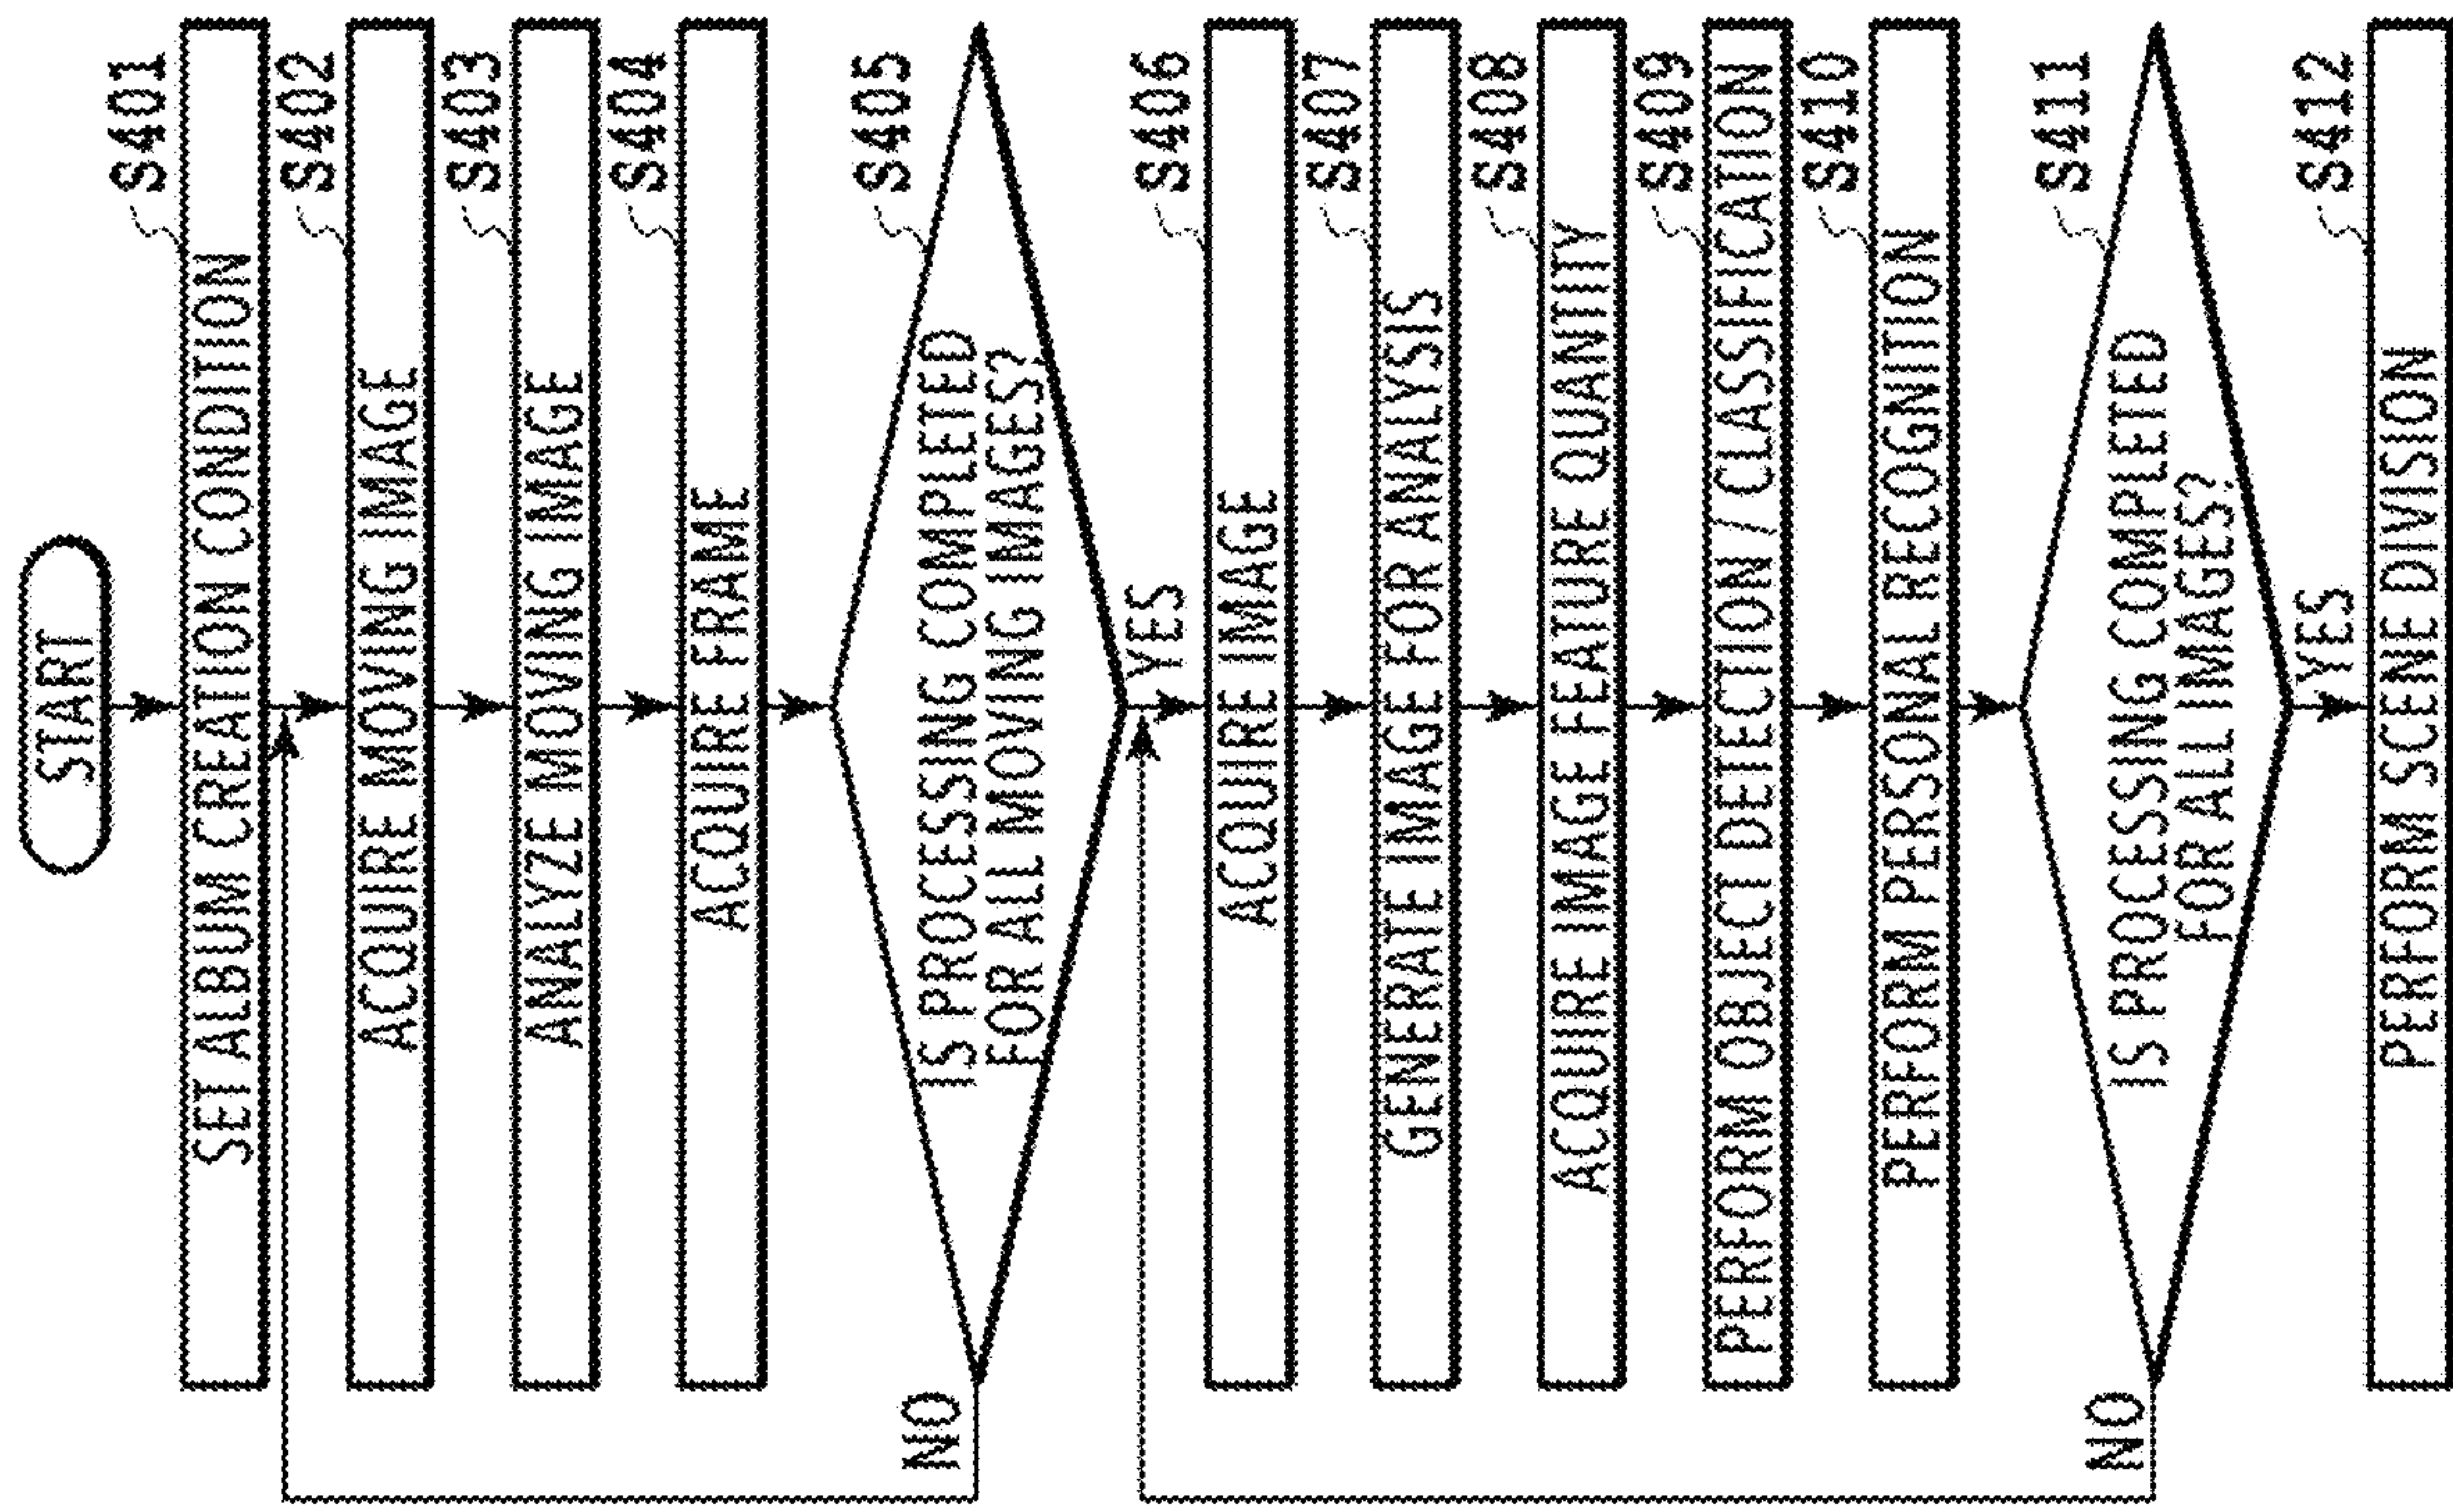 START
S401
SET ALBUM CREATION CONDITION
S402
ACQUIRE MOVING IMAGE
S403
ANALYZE MOVING IMAGE
S404
ACQUIRE FRAME
S405
IS PROCESSING COMPLETED
FOR ALL MOVING IMAGES?
NO
YES
S406
ACQUIRE IMAGE
S407
GENERATE IMAGE FOR ANALYSIS
S408
ACQUIRE IMAGE FEATURE QUANTITY
S409
PERFORM OBJECT DETECTION / CLASSIFICATION
S410
PERFORM PERSONAL RECOGNITION
S411
IS PROCESSING COMPLETED
FOR ALL IMAGES?
NO
YES
S412
PERFORM SCENE DIVISION